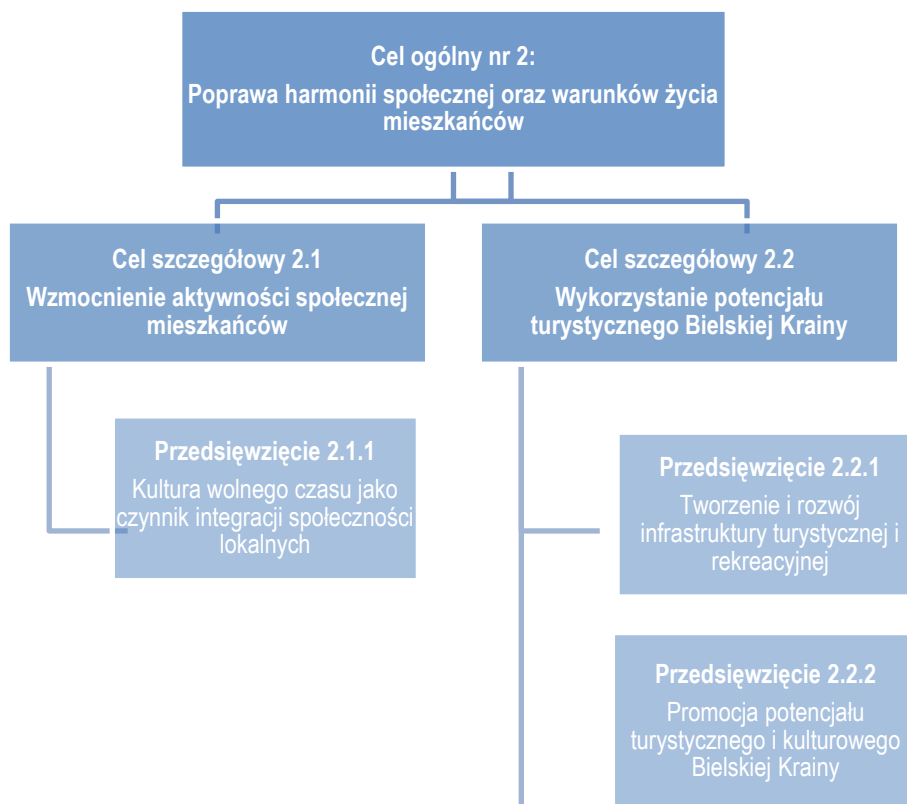 Cel ogólny nr 2:
Poprawa harmonii społecznej oraz warunków życia
mieszkańców
Cel szczegółowy 2.1
Wzmocnienie aktywności społecznej
mieszkańców
Cel szczegółowy 2.2
Wykorzystanie potencjału
turystycznego Bielskiej Krainy
Przedsięwzięcie 2.1.1
Kultura wolnego czasu jako
czynnik integracji społeczności
lokalnych
Przedsięwzięcie 2.2.1
Tworzenie i rozwój
infrastruktury turystycznej i
rekreacyjnej
Przedsięwzięcie 2.2.2
Promocja potencjału
turystycznego i kulturowego
Bielskiej Krainy